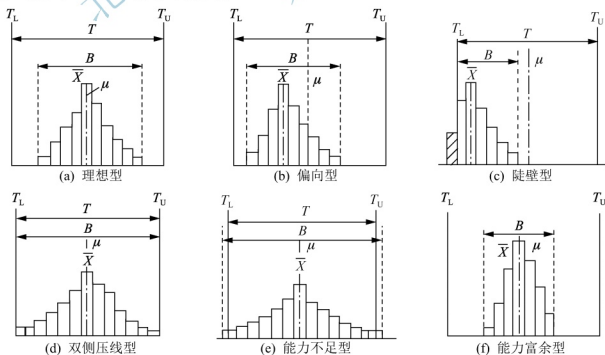 T_L T_U
T
B
X̄
μ
(a) 理想型
T_L T_U
T
B
X̄
μ
(b) 偏向型
T_L T_U
T
B
μ
X̄
(c) 陡壁型
T_L T_U
T
B
μ
X̄
(d) 双侧压线型
T_L T_U
T
B
μ
X̄
(e) 能力不足型
T_L T_U
B
X̄ μ
(f) 能力富余型